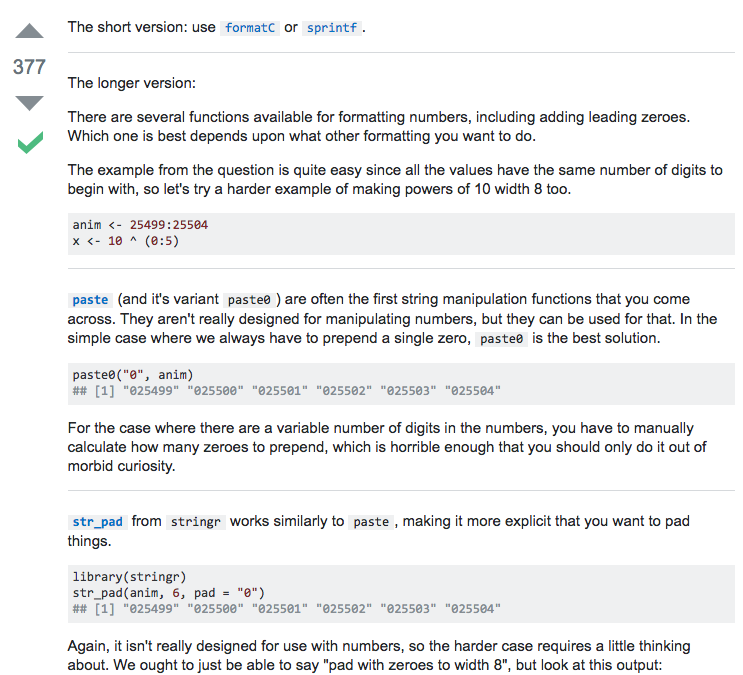 The short version: use formatC or sprintf.
377
The longer version:
There are several functions available for formatting numbers, including adding leading zeroes.
Which one is best depends upon what other formatting you want to do.
The example from the question is quite easy since all the values have the same number of digits to
begin with, so let's try a harder example of making powers of 10 width 8 too.
anim <- 25499:25504
x <- 10 ^ (0:5)
paste (and it's variant paste0 ) are often the first string manipulation functions that you come
across. They aren't really designed for manipulating numbers, but they can be used for that. In the
simple case where we always have to prepend a single zero, paste0 is the best solution.
paste0("0", anim)
## [1] "025499" "025500" "025501" "025502" "025503" "025504"
For the case where there are a variable number of digits in the numbers, you have to manually
calculate how many zeroes to prepend, which is horrible enough that you should only do it out of
morbid curiosity.
str_pad from stringr works similarly to paste , making it more explicit that you want to pad
things.
library(stringr)
str_pad(anim, 6, pad = "0")
## [1] "025499" "025500" "025501" "025502" "025503" "025504"
Again, it isn't really designed for use with numbers, so the harder case requires a little thinking
about. We ought to just be able to say "pad with zeroes to width 8", but look at this output: